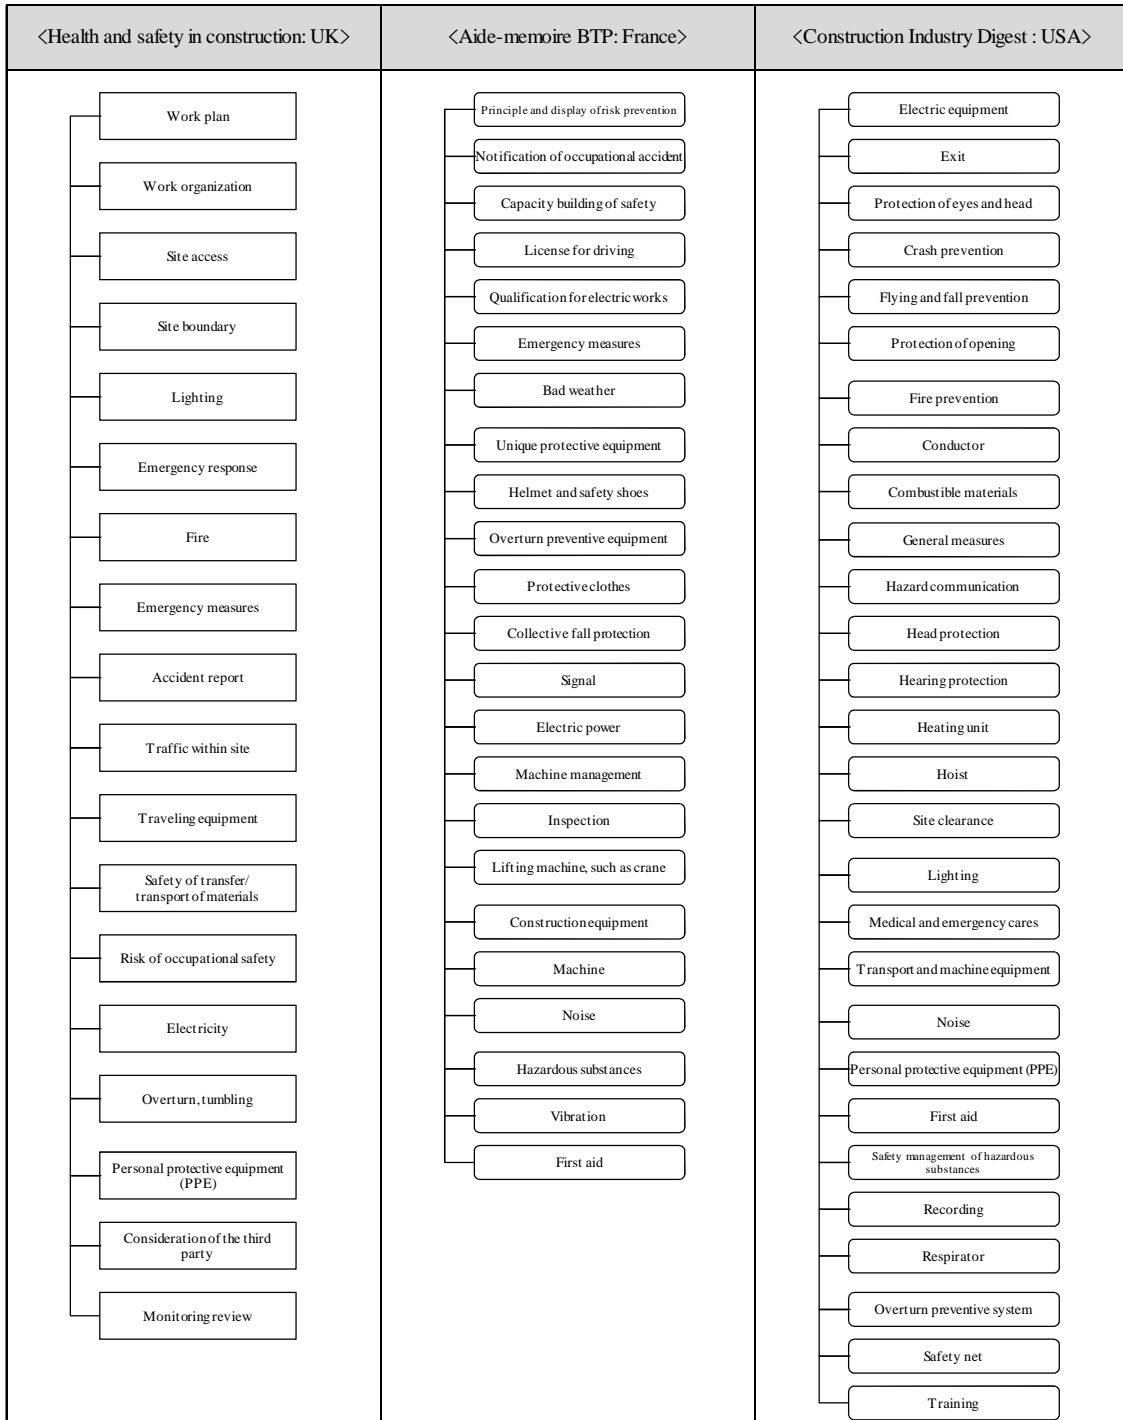 <Health and safety in construction: UK>
Work plan
Work organization
Site access
Site boundary
Lighting
Emergency response
Fire
Emergency measures
Accident report
Traffic within site
Traveling equipment
Safety of transfer/
transport of materials
Risk of occupational safety
Electricity
Overturn, tumbling
Personal protective equipment
(PPE)
Consideration of the third
party
Monitoring review
<Aide-memoire BTP: France>
Principle and display of risk prevention
Notification of occupational accident
Capacity building of safety
License for driving
Qualification for electric works
Emergency measures
Bad weather
Unique protective equipment
Helmet and safety shoes
Overturn preventive equipment
Protective clothes
Collective fall protection
Signal
Electric power
Machine management
Inspection
Lifting machine, such as crane
Construction equipment
Machine
Noise
Hazardous substances
Vibration
First aid
<Construction Industry Digest : USA>
Electric equipment
Exit
Protection of eyes and head
Crash prevention
Flying and fall prevention
Protection of opening
Fire prevention
Conductor
Combustible materials
General measures
Hazard communication
Head protection
Hearing protection
Heating unit
Hoist
Site clearance
Lighting
Medical and emergency cares
Transport and machine equipment
Noise
Personal protective equipment (PPE)
First aid
Safety management of hazardous
substances
Recording
Respirator
Overturn preventive system
Safety net
Training